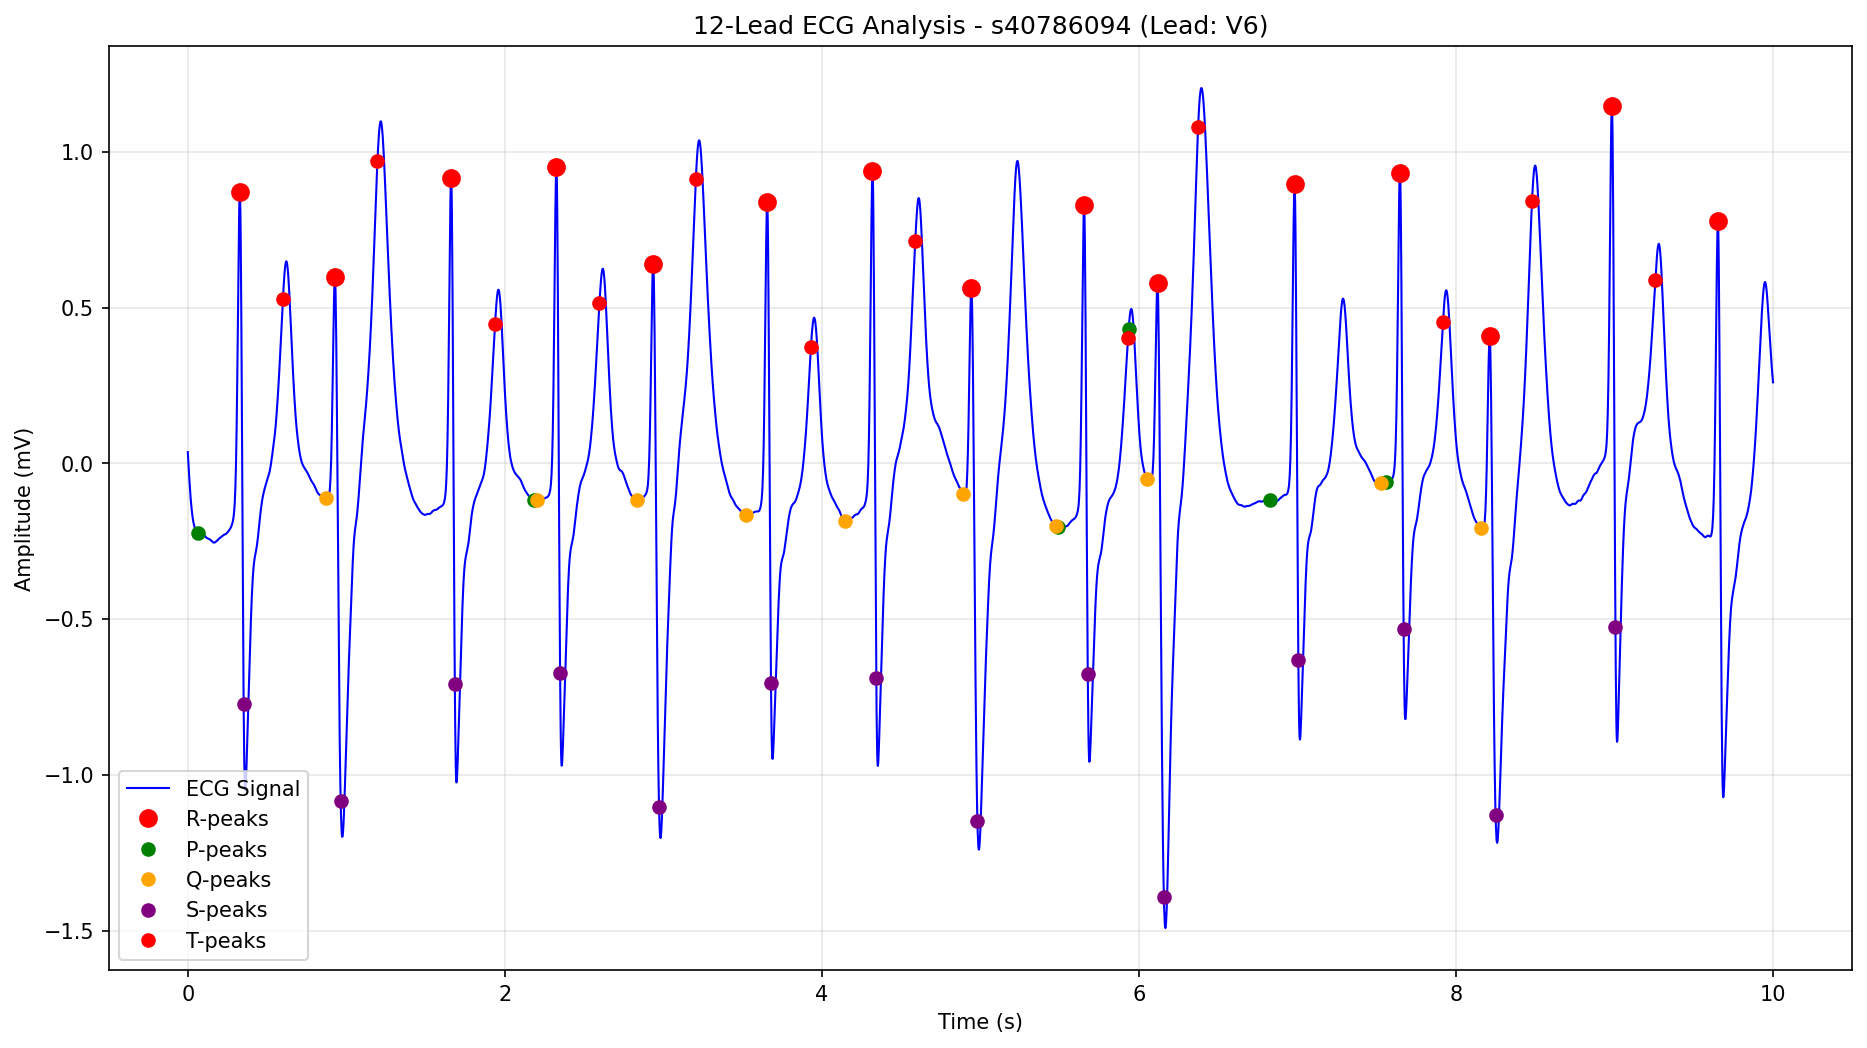 12-Lead ECG Analysis - s40786094 (Lead: V6)
Amplitude (mV)
1.0
0.5
0.0
−0.5
−1.0
−1.5
ECG Signal
R-peaks
P-peaks
Q-peaks
S-peaks
T-peaks
0 2 4 6 8 10
Time (s)